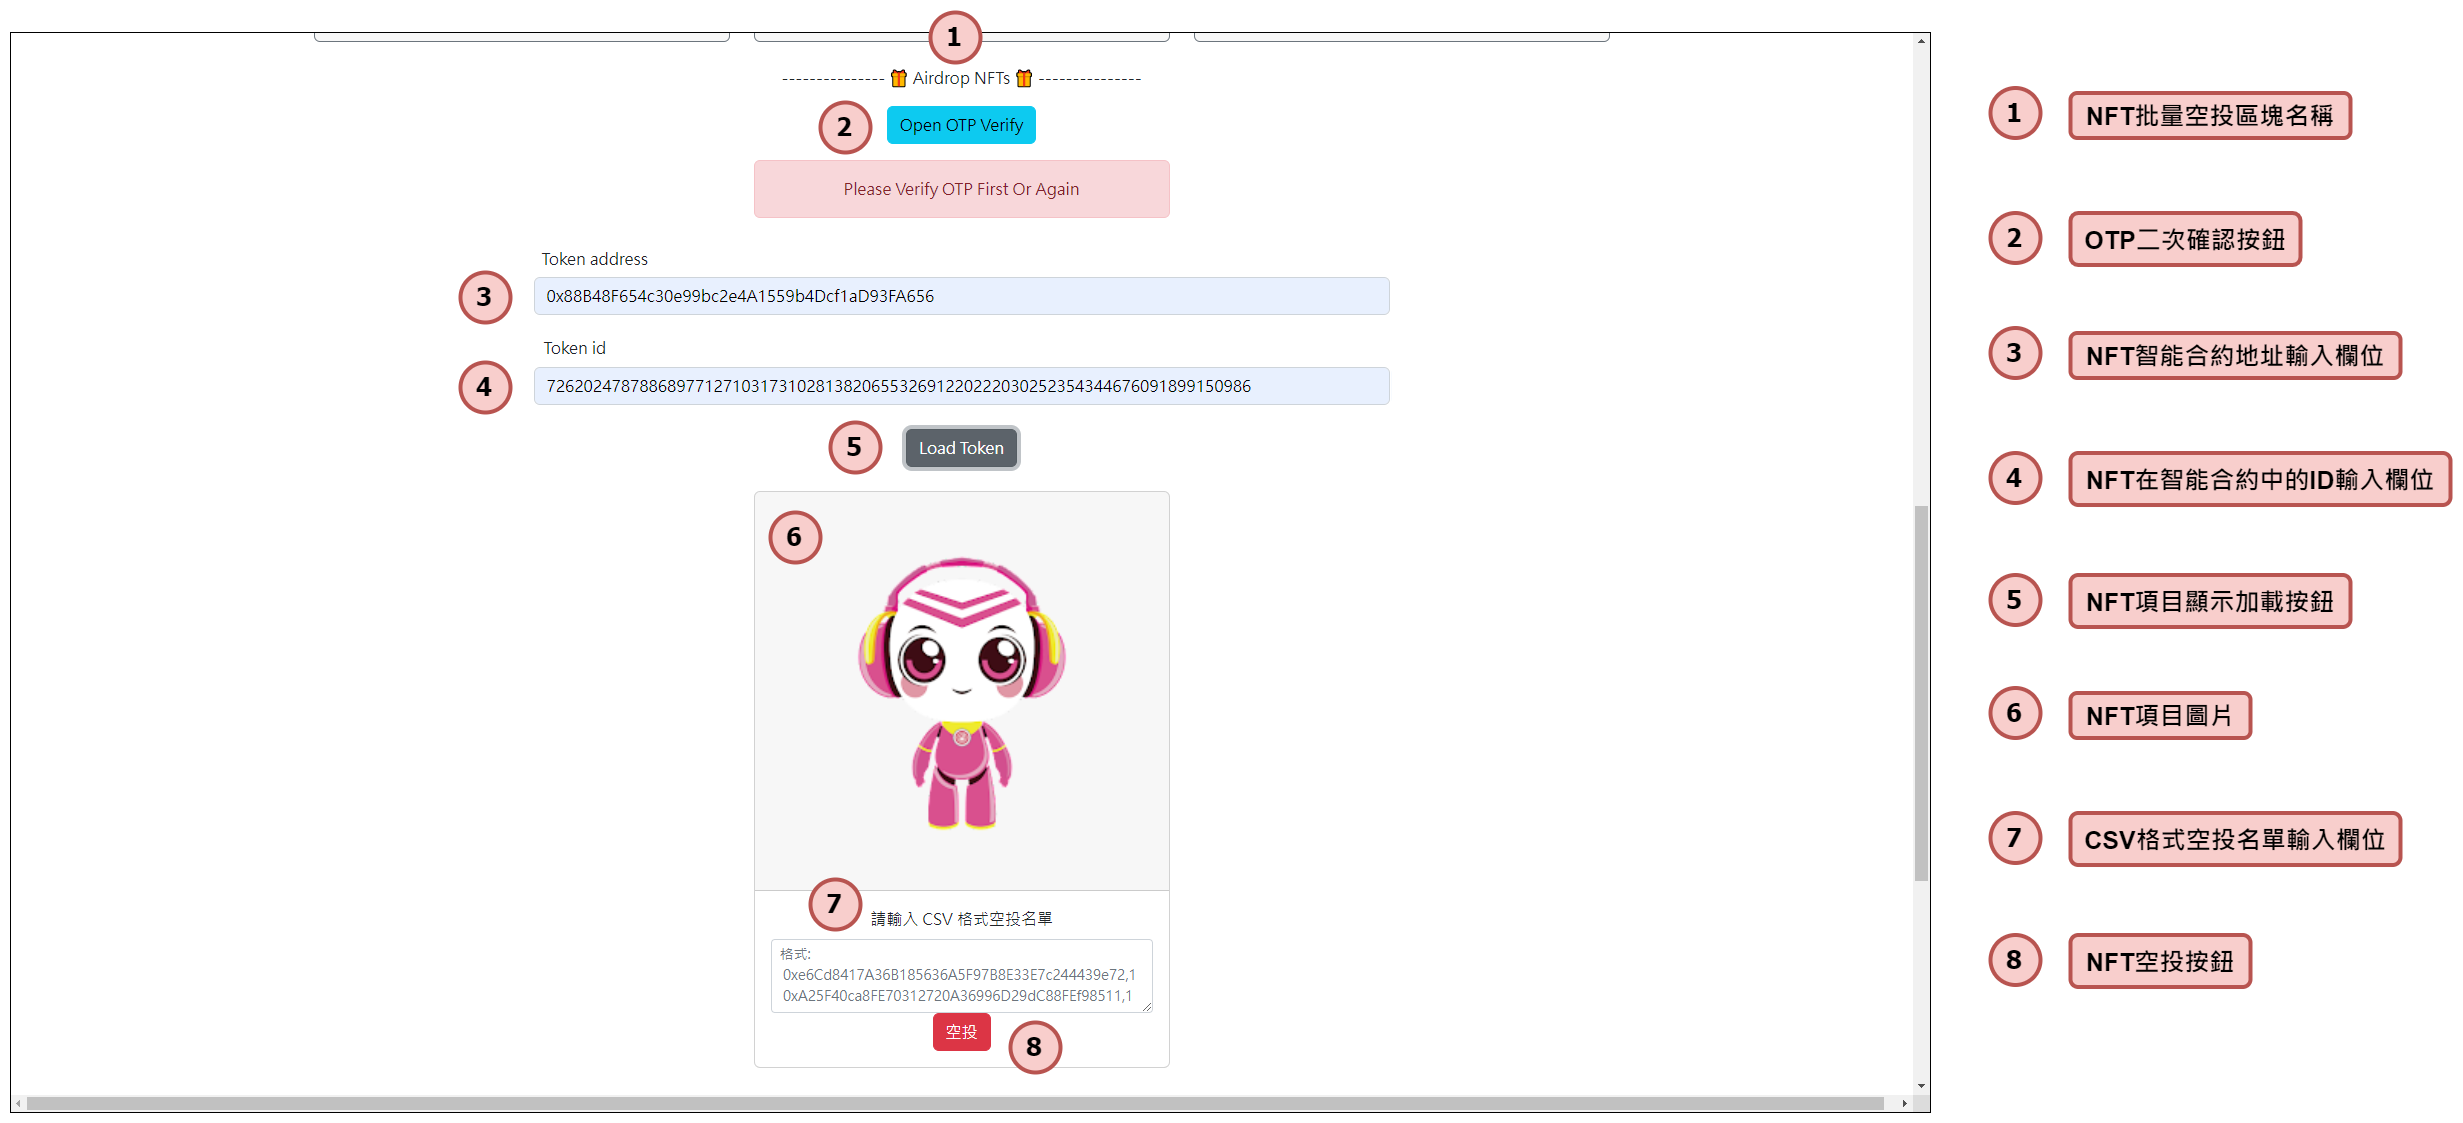 1
--------------- 🎁 Airdrop NFTs 🎁 ---------------
2
Open OTP Verify
Please Verify OTP First Or Again
Token address
3
0x88B48F654c30e99bc2e4A1559b4Dcf1aD93FA656
Token id
4
72620247878868977127103173102813820655326912202220302523543446760918991509​86
5
Load Token
6
7
請輸入 CSV 格式空投名單
格式:
0xe6Cd8417A36B185636A5F97B8E33E7c244439e72,1
0xA25F40ca8FE70312720A36996D29dC88FEf98511,1
空投
8
1
NFT批量空投區塊名稱
2
OTP二次確認按鈕
3
NFT智能合約地址輸入欄位
4
NFT在智能合約中的ID輸入欄位
5
NFT項目顯示加載按鈕
6
NFT項目圖片
7
CSV格式空投名單輸入欄位
8
NFT空投按鈕